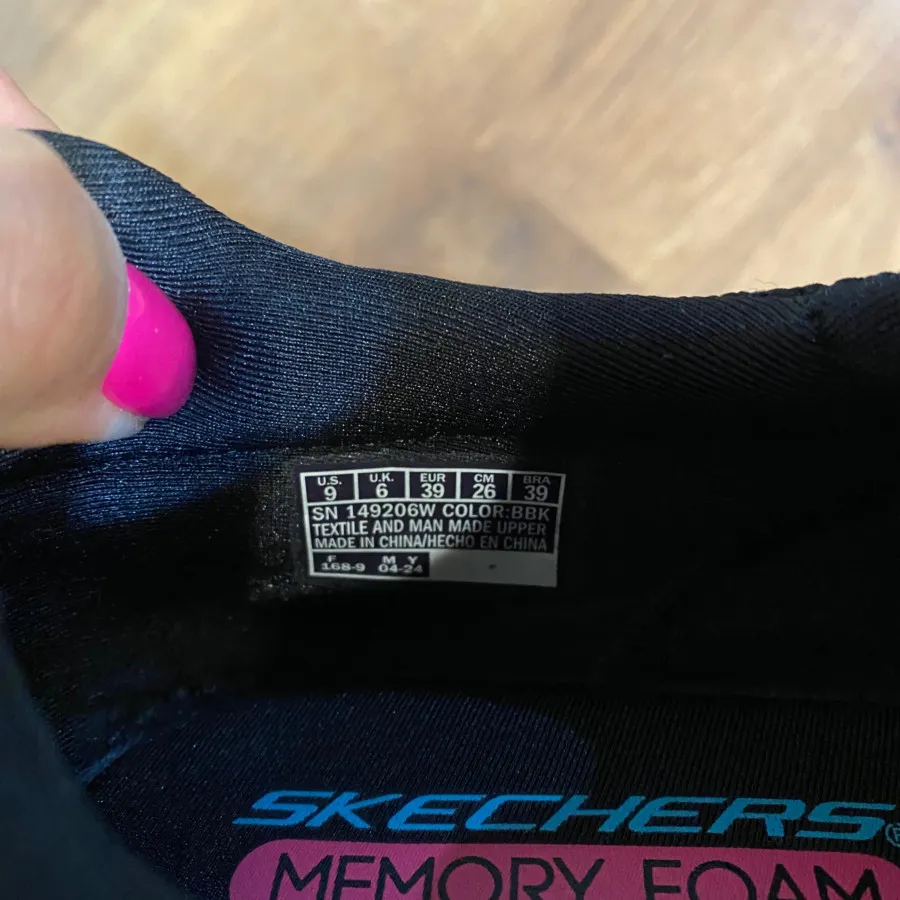 U.S. U.K. EUR CM BRA
9 6 39 26 39
SN 149206W COLOR:BBK
TEXTILE AND MAN MADE UPPER
MADE IN CHINA/HECHO EN CHINA
F M Y
168-9 04-24
SKECHERS®
MEMORY FOAM